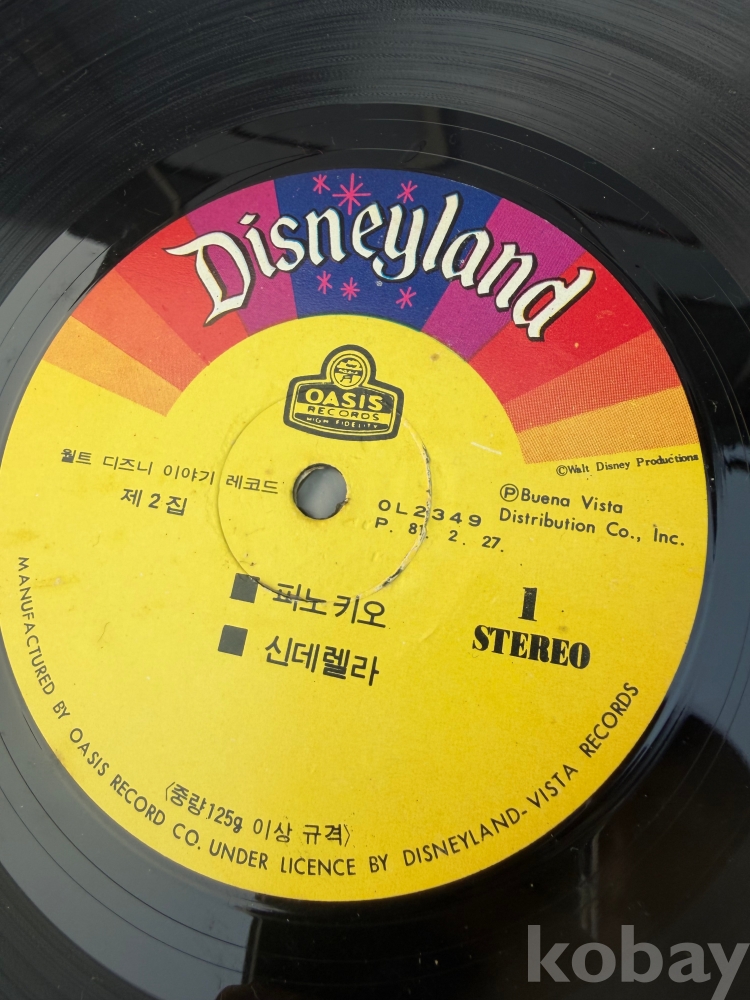 Disneyland
OASIS
RECORDS
HIGH FIDELITY
©Walt Disney Productions
월트 디즈니 이야기 레코드
제2집
OL2349
P. 81. 2. 27.
ⓟBuena Vista
Distribution Co., Inc.
■ 피노키오
■ 신데렐라
1
STEREO
〈중량125g 이상 규격〉
MANUFACTURED BY OASIS RECORD CO. UNDER LICENCE BY DISNEYLAND-VISTA RECORDS
kobay